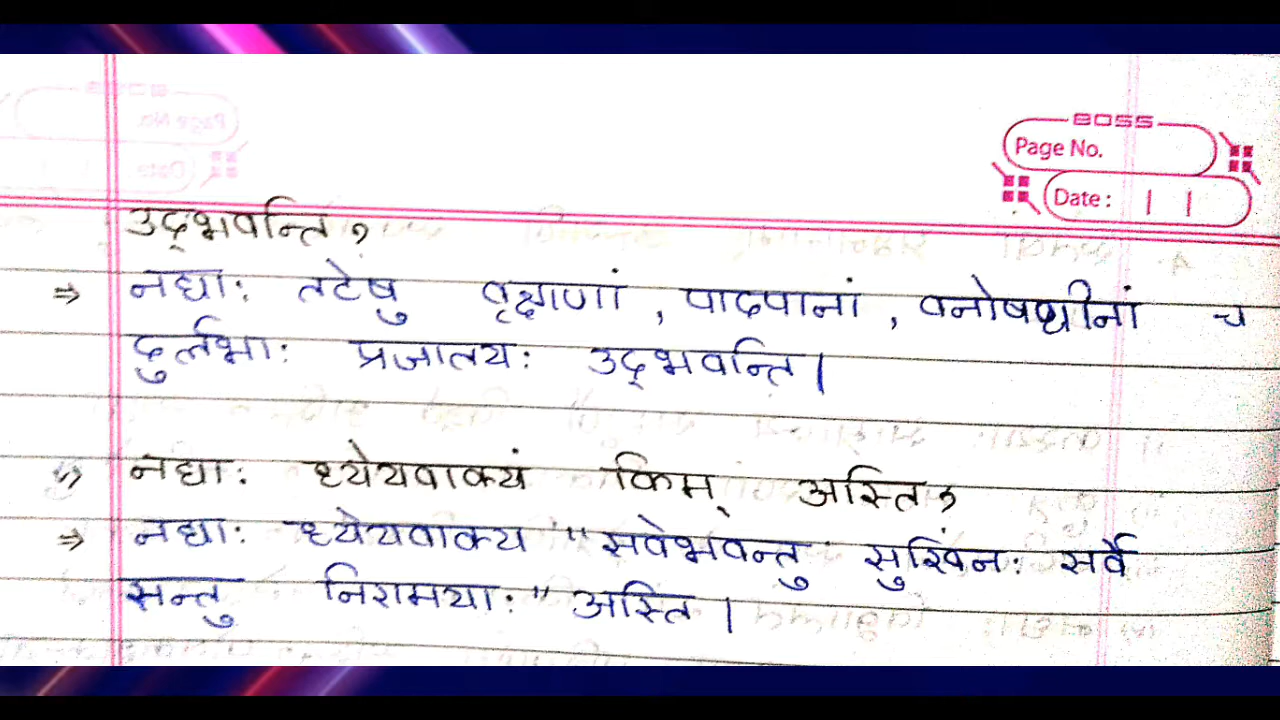 BOSS
Page No.
Date :
उद्भवन्ति ?
⇒ नद्याः तटेषु वृक्षाणां , पादपानां , वनोषधीनां च
दुर्लभाः प्रजातयः उद्भवन्ति |
नद्याः ध्येयवाक्यं किम् अस्ति ?
⇒ नद्याः ध्येयवाक्य "सवेभवन्तु सुखिनः सर्वे
सन्तु निरामयाः" अस्ति |